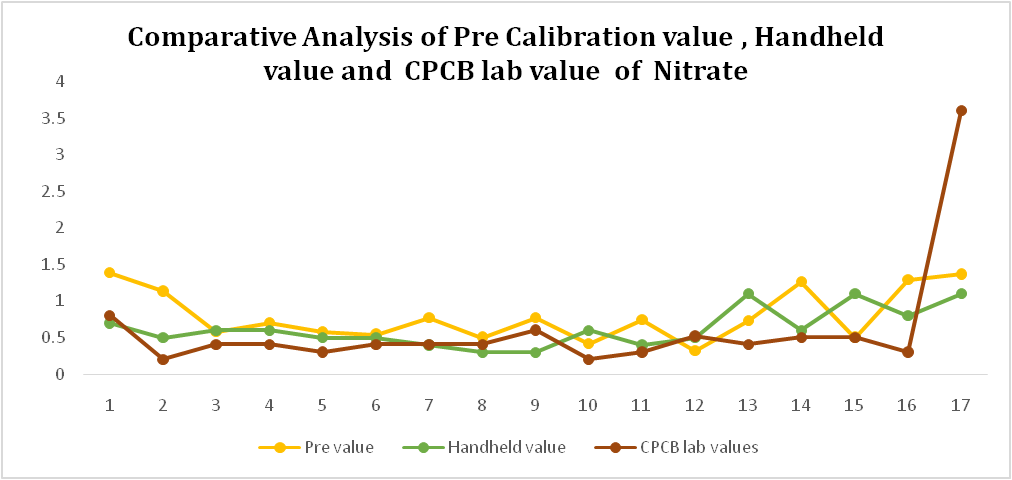 Comparative Analysis of Pre Calibration value , Handheld
value and CPCB lab value of Nitrate
4
3.5
3
2.5
2
1.5
1
0.5
0
1 2 3 4 5 6 7 8 9 10 11 12 13 14 15 16 17
Pre value Handheld value CPCB lab values